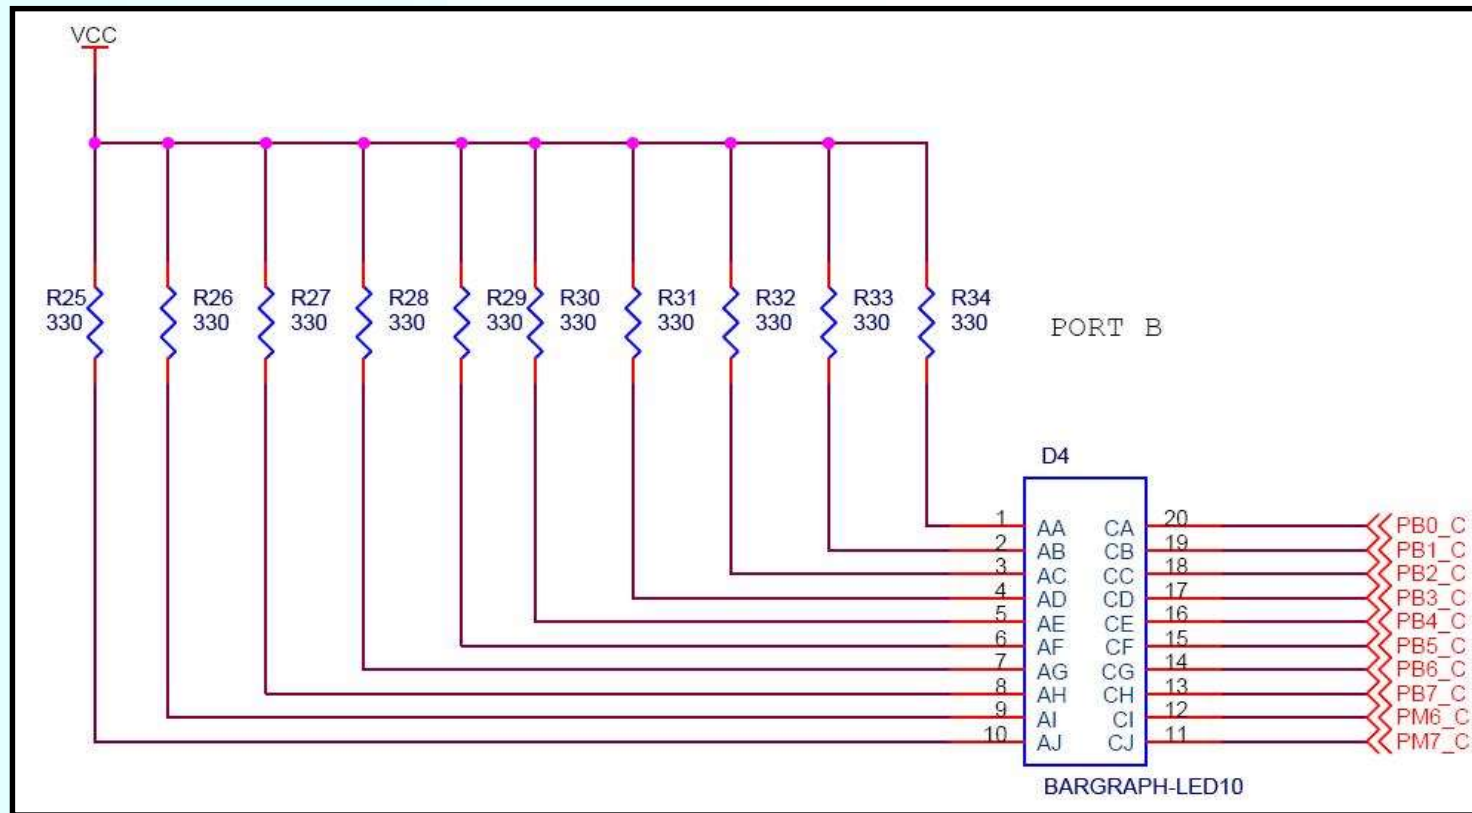 VCC
R25 R26 R27 R28 R29 R30 R31 R32 R33 R34
330 330 330 330 330 330 330 330 330 330
PORT B
D4
1 AA CA 20 PB0_C
2 AB CB 19 PB1_C
3 AC CC 18 PB2_C
4 AD CD 17 PB3_C
5 AE CE 16 PB4_C
6 AF CF 15 PB5_C
7 AG CG 14 PB6_C
8 AH CH 13 PB7_C
9 AI CI 12 PM6_C
10 AJ CJ 11 PM7_C
BARGRAPH-LED10